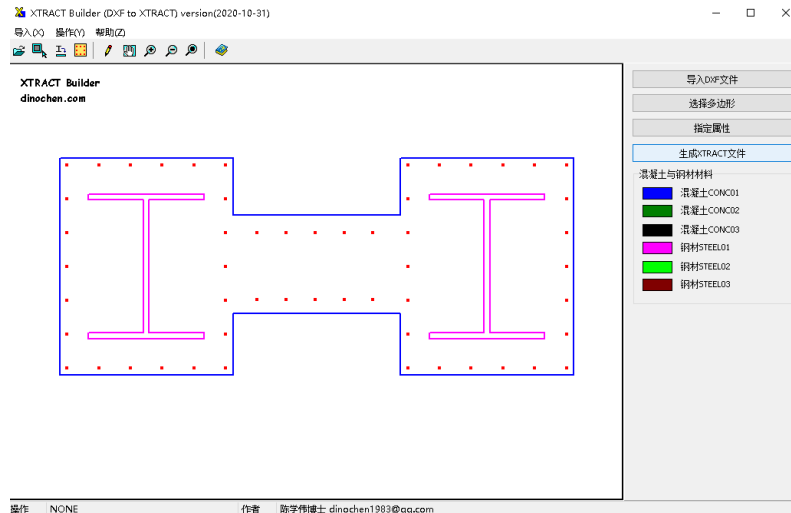 XTRACT Builder (DXF to XTRACT) version(2020-10-31)
导入(X) 操作(Y) 帮助(Z)
XTRACT Builder
dinochen.com
导入DXF文件
选择多边形
指定属性
生成XTRACT文件
混凝土与钢材材料
混凝土CONC01
混凝土CONC02
混凝土CONC03
钢材STEEL01
钢材STEEL02
钢材STEEL03
操作 NONE 作者 陈学伟博士 dinochen1983@qq.com